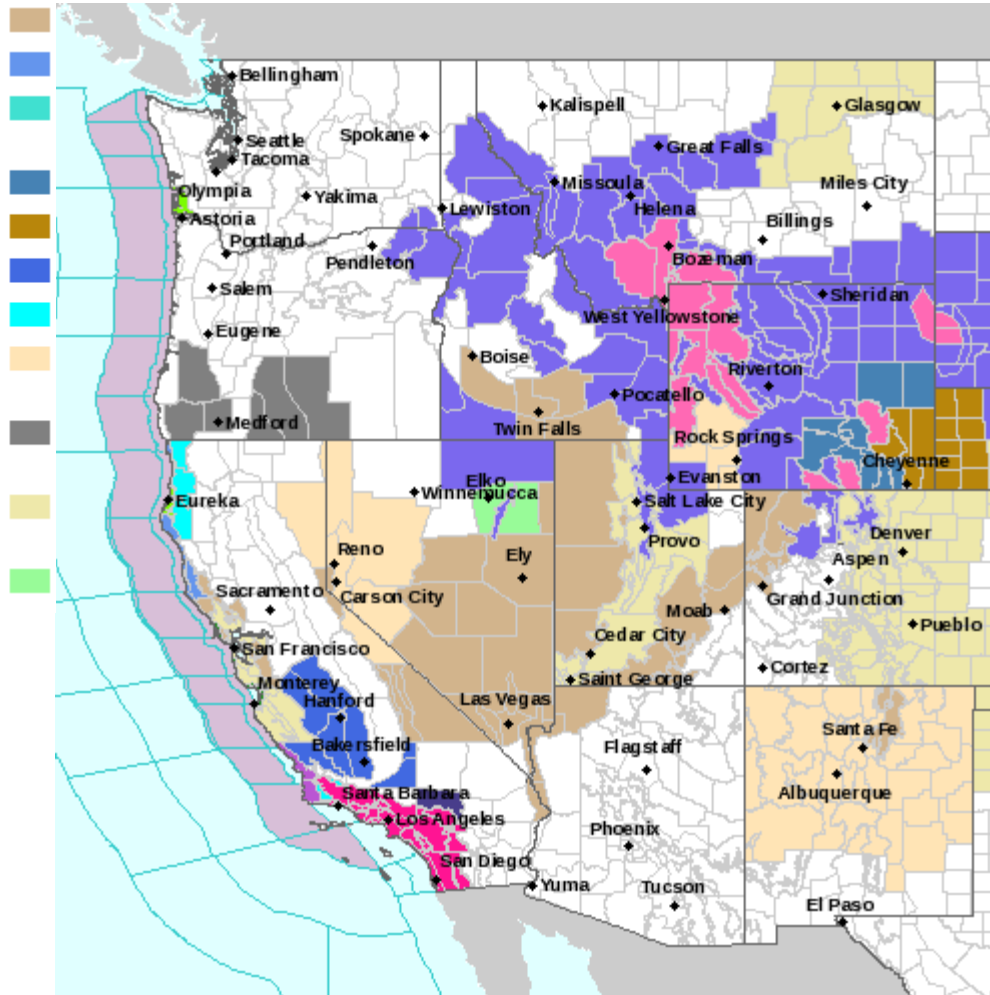 Bellingham
Kalispell
Glasgow
Spokane
Seattle
Great Falls
Tacoma
Missoula
Miles City
Olympia
Yakima
Helena
Lewiston
Astoria
Billings
Portland
Pendleton
Bozeman
Salem
Sheridan
West Yellowstone
Eugene
Boise
Riverton
Pocatello
Medford
Twin Falls
Rock Springs
Cheyenne
Evanston
Elko
Winnemucca
Eureka
Salt Lake City
Denver
Provo
Reno
Ely
Aspen
Sacramento
Carson City
Grand Junction
Moab
Pueblo
Cedar City
San Francisco
Cortez
Monterey
Saint George
Hanford
Las Vegas
Santa Fe
Bakersfield
Flagstaff
Santa Barbara
Albuquerque
Los Angeles
Phoenix
San Diego
Yuma
Tucson
El Paso